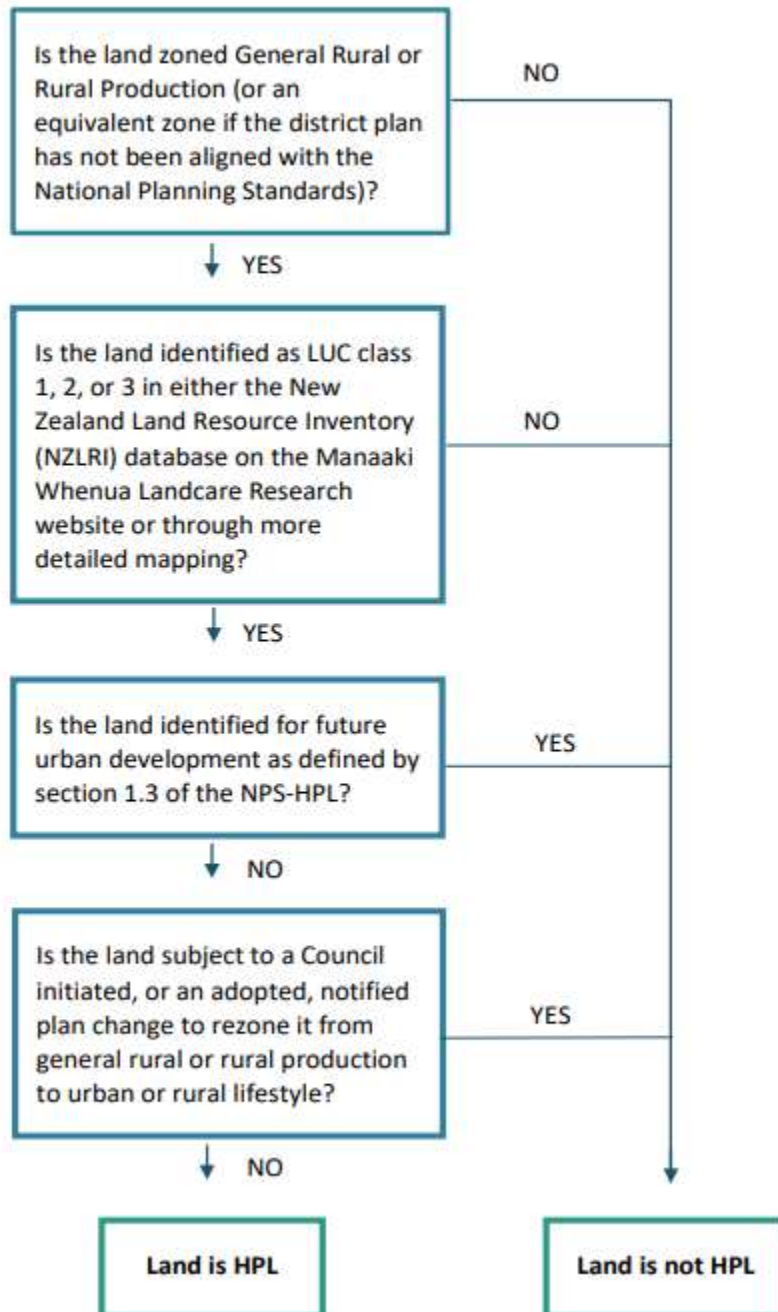 Is the land zoned General Rural or
Rural Production (or an
equivalent zone if the district plan
has not been aligned with the
National Planning Standards)?
NO
YES
Is the land identified as LUC class
1, 2, or 3 in either the New
Zealand Land Resource Inventory
(NZLRI) database on the Manaaki
Whenua Landcare Research
website or through more
detailed mapping?
NO
YES
Is the land identified for future
urban development as defined by
section 1.3 of the NPS-HPL?
YES
NO
Is the land subject to a Council
initiated, or an adopted, notified
plan change to rezone it from
general rural or rural production
to urban or rural lifestyle?
YES
NO
Land is HPL
Land is not HPL